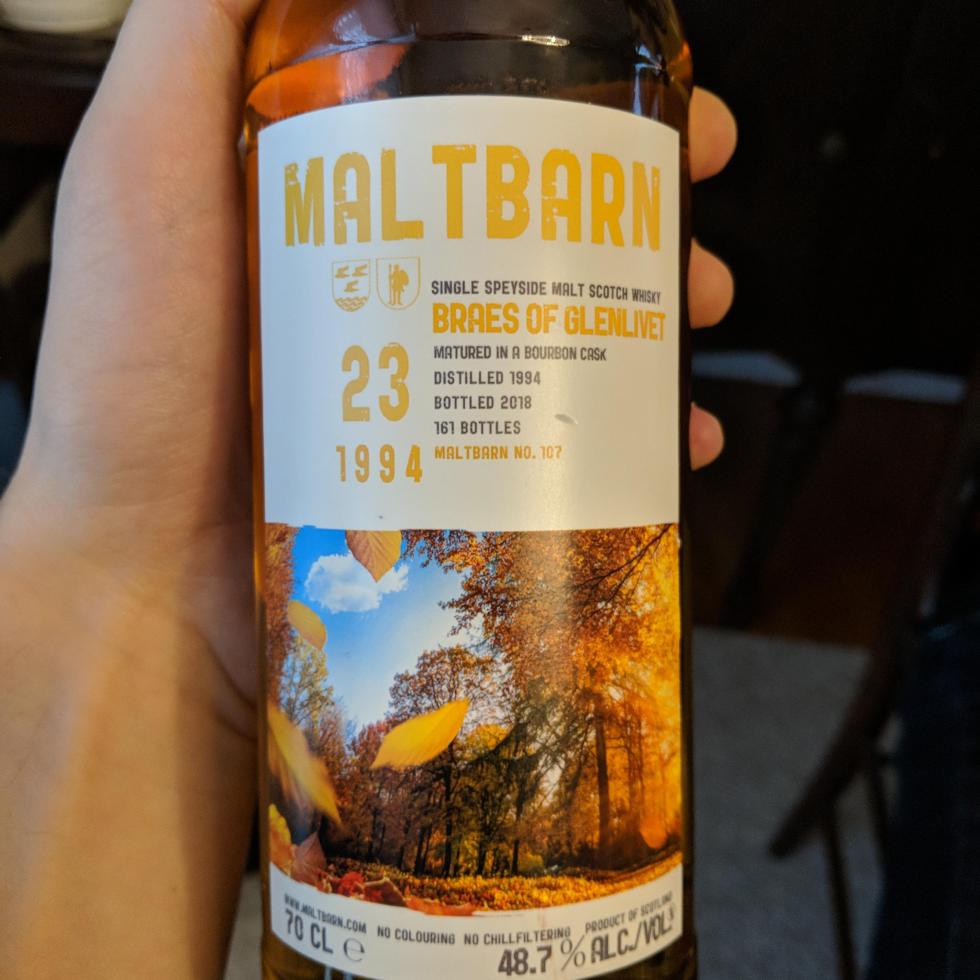 MALTBARN
SINGLE SPEYSIDE MALT SCOTCH WHISKY
BRAES OF GLENLIVET
MATURED IN A BOURBON CASK
23
DISTILLED 1994
BOTTLED 2018
161 BOTTLES
1994
MALTBARN NO. 107
WWW.MALTBARN.COM
70 CL e
NO COLOURING NO CHILLFILTERING
PRODUCT OF SCOTLAND
48.7 % ALC./VOL.